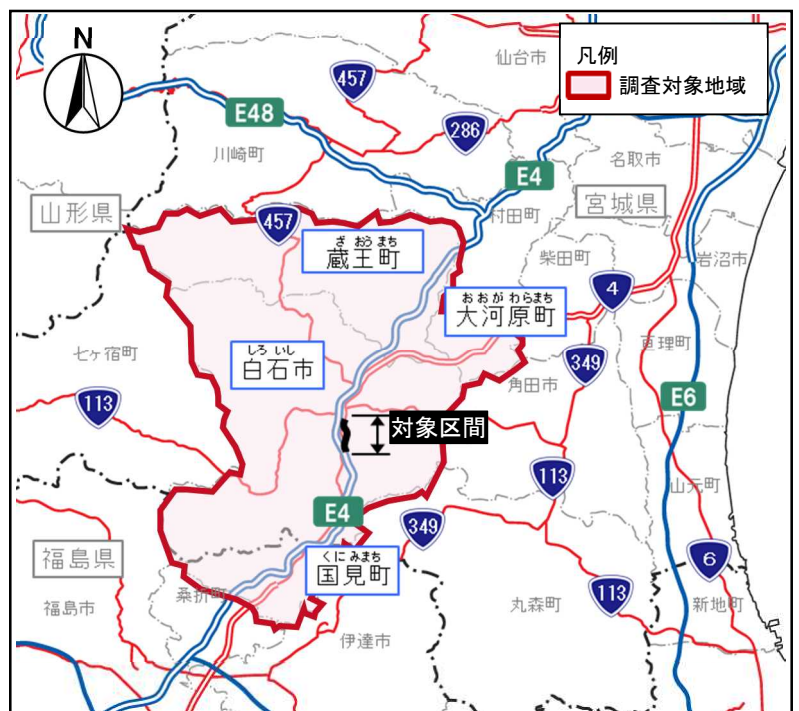 N
仙台市
凡例
調査対象地域
457
E48
286
川崎町
名取市
E4
山形県
宮城県
村田町
457
ざおうまち
蔵王町
柴田町
岩沼市
4
おおがわらまち
大河原町
しろいし
白石市
七ヶ宿町
亘理町
349
角田市
113
E6
対象区間
113
山元町
E4
349
福島県
くにみまち
国見町
6
桑折町
福島市
丸森町
113
新地町
伊達市